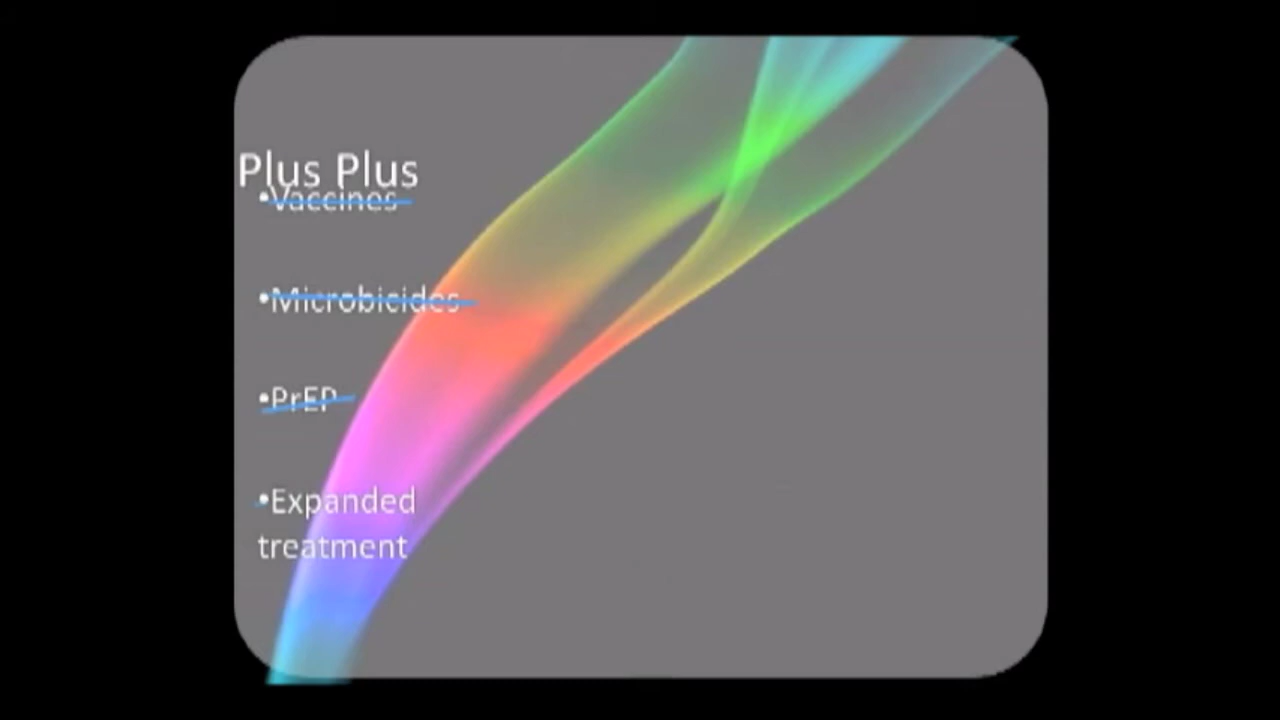 Plus Plus
•Vaccines
•Microbicides
•PrEP
•Expanded
treatment